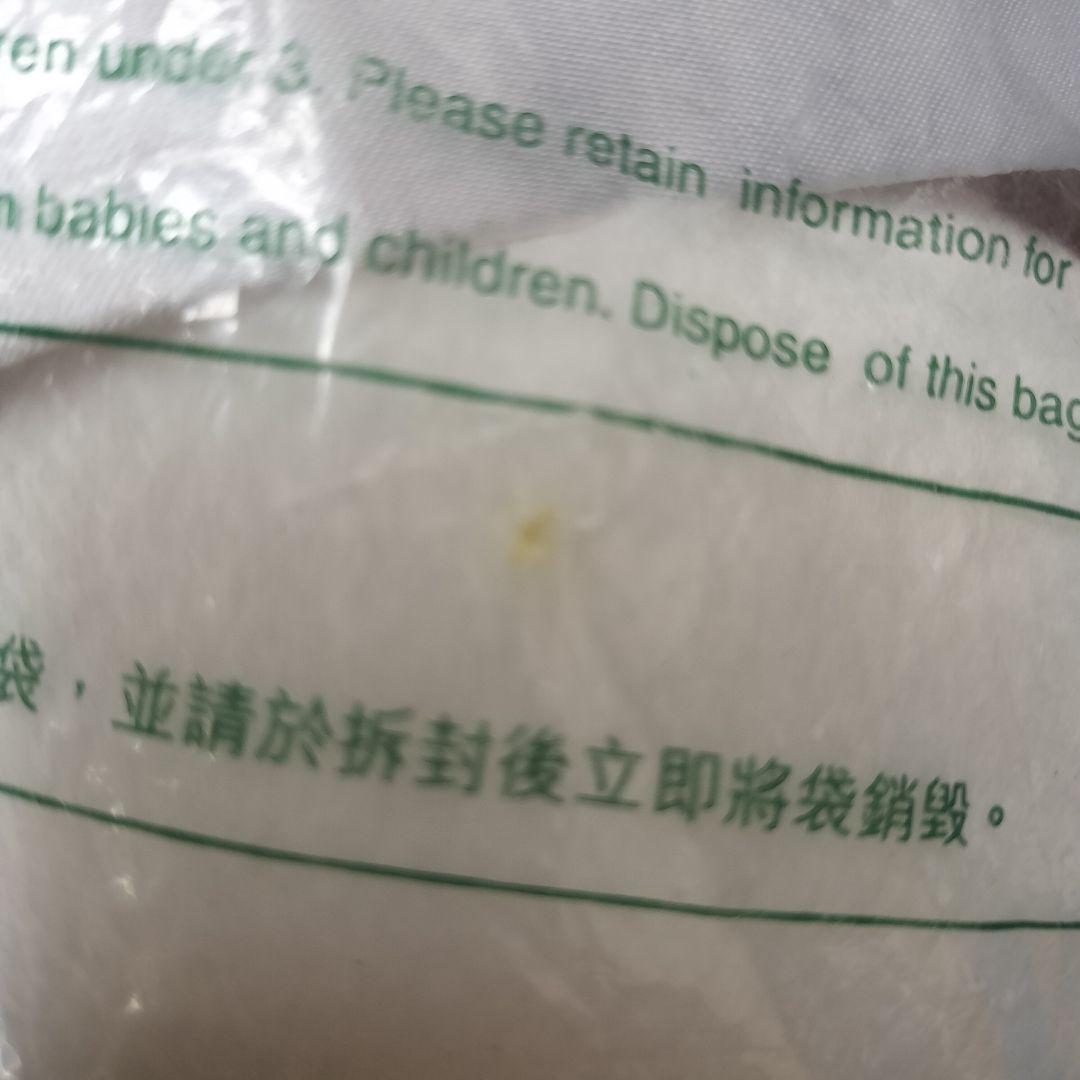 ren under 3. Please retain information for
n babies and children. Dispose of this bag
袋，並請於拆封後立即將袋銷毀。